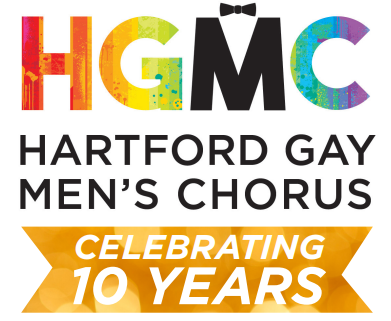 HGMC
HARTFORD GAY
MEN'S CHORUS
CELEBRATING
10 YEARS